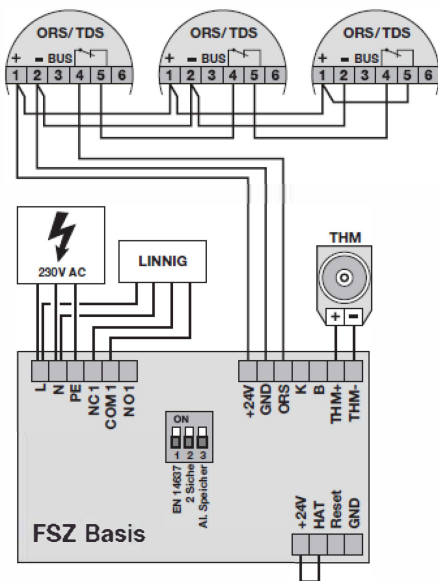 ORS/TDS ORS/TDS ORS/TDS
+ - BUS + - BUS + - BUS
1 2 3 4 5 6 1 2 3 4 5 6 1 2 3 4 5 6
230V AC
LINNIG
THM
+ -
L N PE NC1 COM1 NO1
+24V GND ORS K B THM+ THM-
ON
1 2 3
EN 14637
2 Siche
Al. Speicher
+24V HAT Reset GND
FSZ Basis